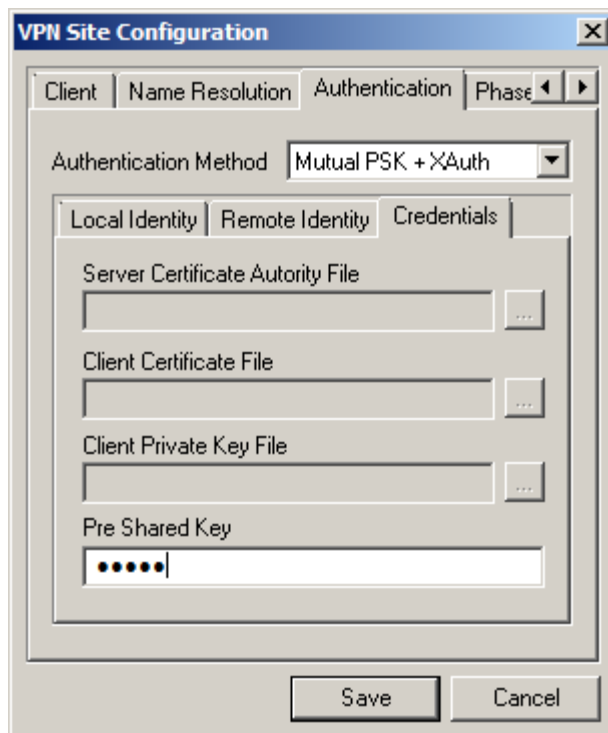 VPN Site Configuration
Client Name Resolution Authentication Phase
Authentication Method Mutual PSK + XAuth
Local Identity Remote Identity Credentials
Server Certificate Autority File
...
Client Certificate File
...
Client Private Key File
...
Pre Shared Key
●●●●●
Save Cancel